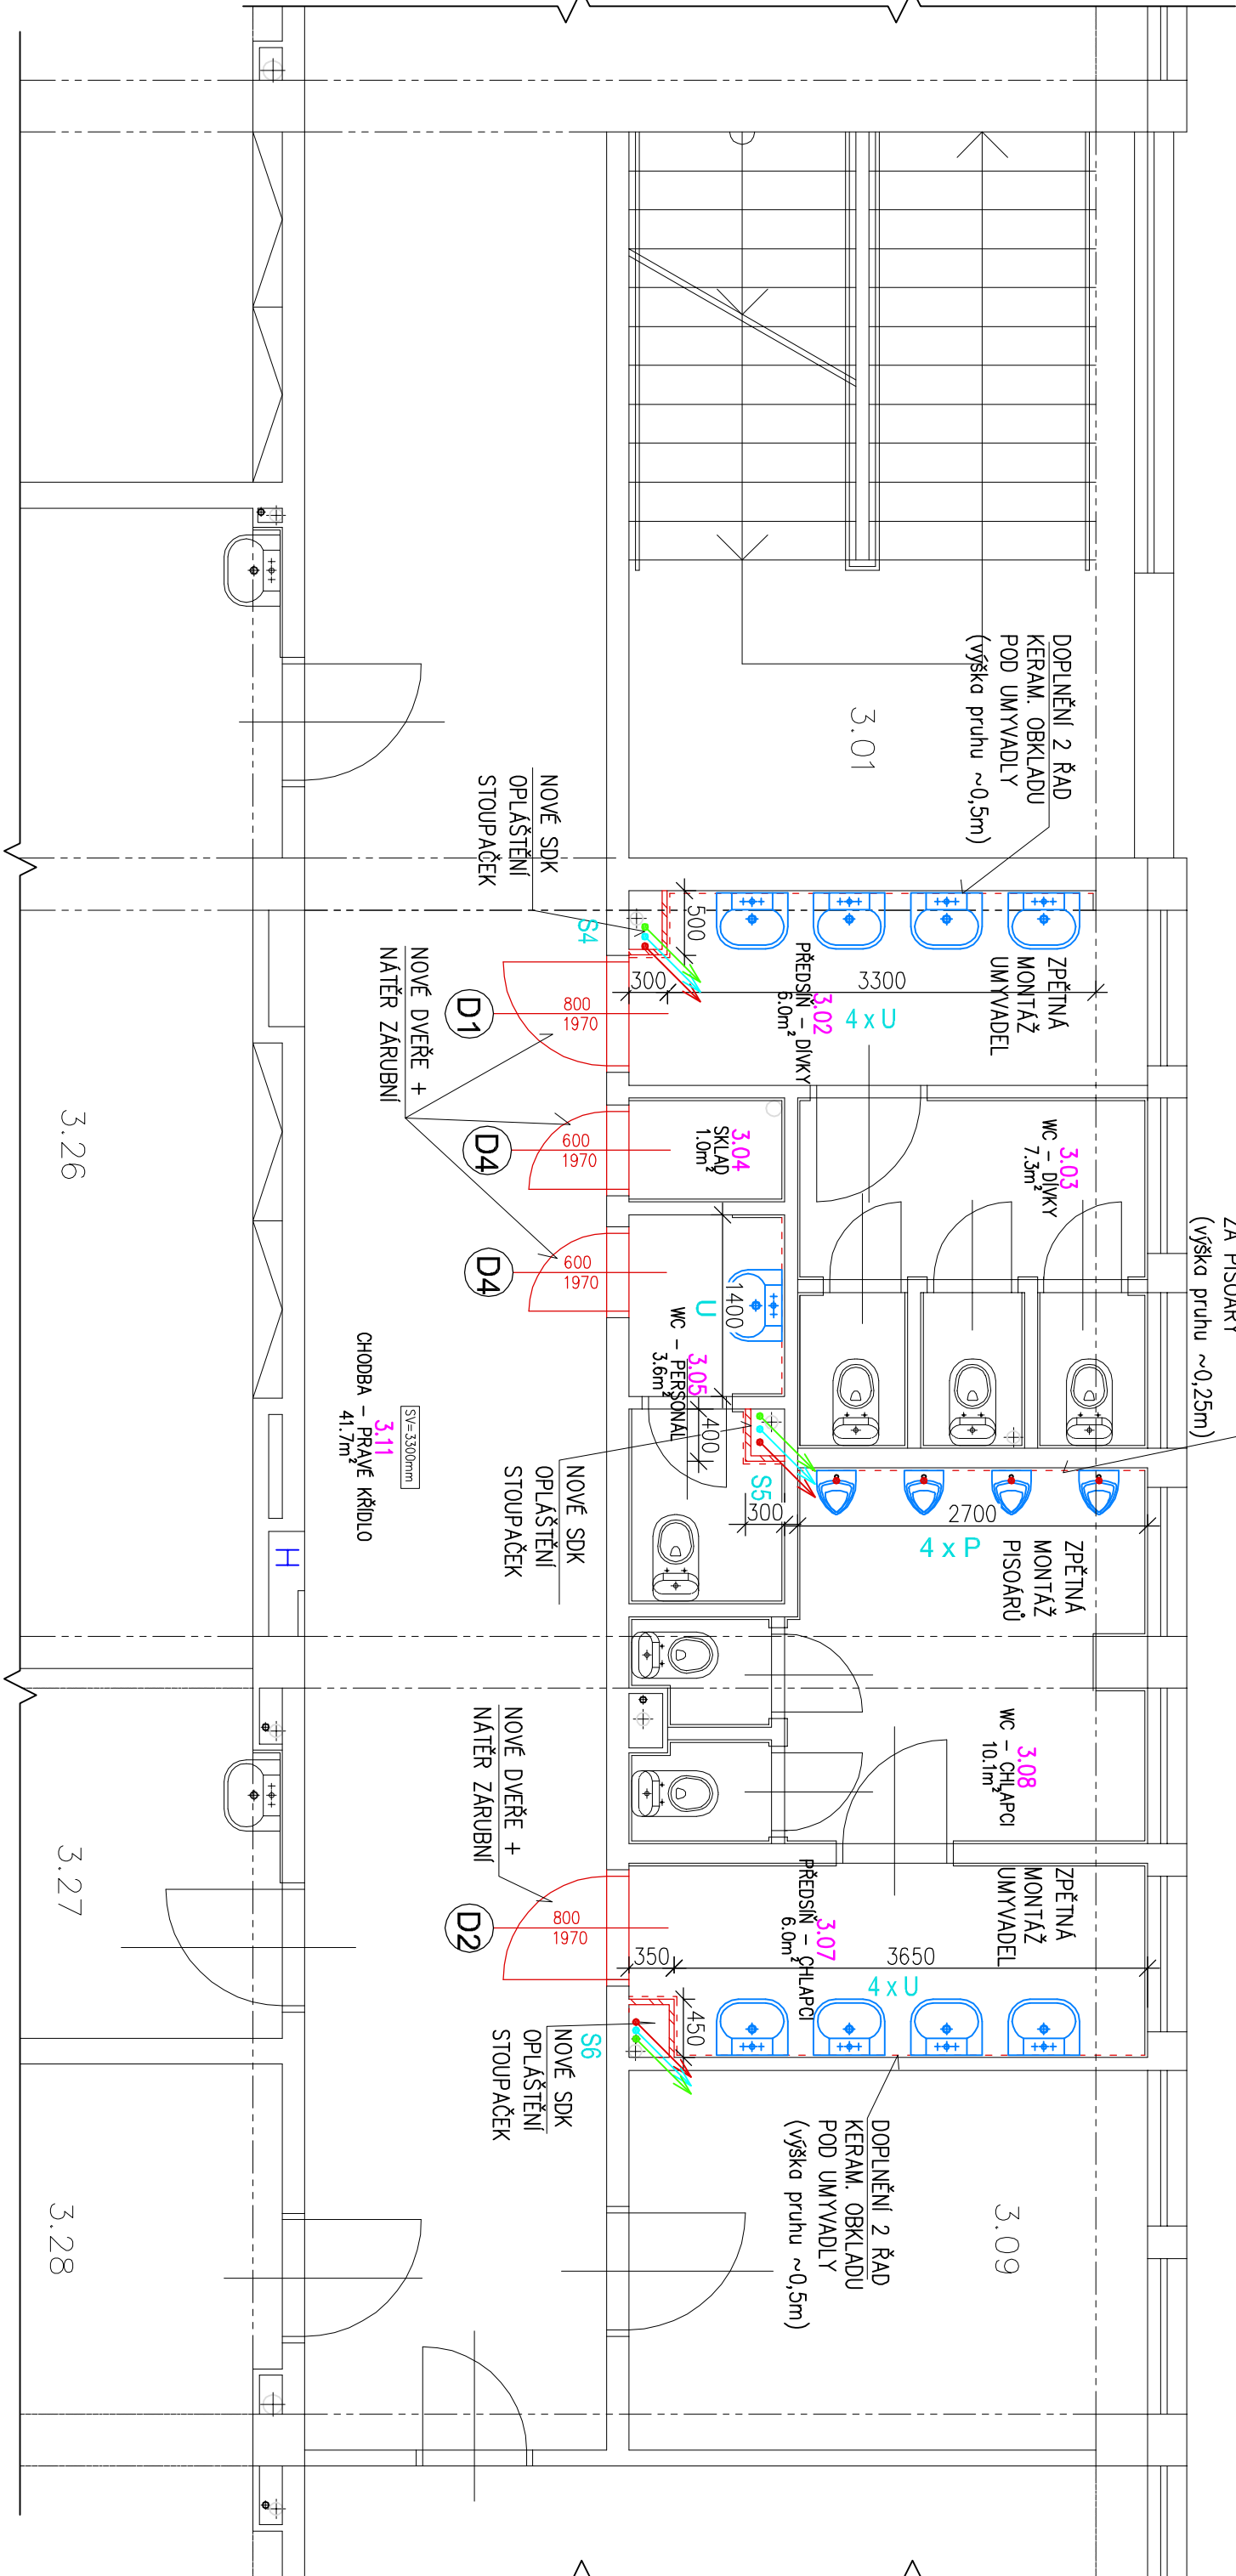 DOPLNĚNÍ 2 ŘAD
KERAM. OBKLADU
POD UMYVADLY
(výška pruhu ~0,5m)
3.01
NOVÉ SDK
OPLÁŠTĚNÍ
STOUPAČEK
S4
500
300
3300
ZPĚTNÁ
MONTÁŽ
UMYVADEL
3.02
PŘEDSÍŇ - DÍVKY
6.0m²
4 x U
800
1970
D1
NOVÉ DVEŘE +
NÁTĚR ZÁRUBNÍ
600
1970
D4
3.04
SKLAD
1.0m²
3.03
WC - DÍVKY
7.3m²
3.26
600
1970
D4
U
1400
3.05
WC - PERSONÁL
3.6m²
ZA PISOÁRY
(výška pruhu ~0,25m)
SV=3300mm
3.11
CHODBA - PRAVÉ KŘÍDLO
41.7m²
400
S5
300
2700
NOVÉ SDK
OPLÁŠTĚNÍ
STOUPAČEK
4 x P
ZPĚTNÁ
MONTÁŽ
PISOÁRŮ
H
NOVÉ DVEŘE +
NÁTĚR ZÁRUBNÍ
3.08
WC - CHLAPCI
10.1m²
800
1970
D2
3.07
PŘEDSÍŇ - CHLAPCI
6.0m²
ZPĚTNÁ
MONTÁŽ
UMYVADEL
350
3650
4 x U
450
S6
NOVÉ SDK
OPLÁŠTĚNÍ
STOUPAČEK
3.27
DOPLNĚNÍ 2 ŘAD
KERAM. OBKLADU
POD UMYVADLY
(výška pruhu ~0,5m)
3.09
3.28